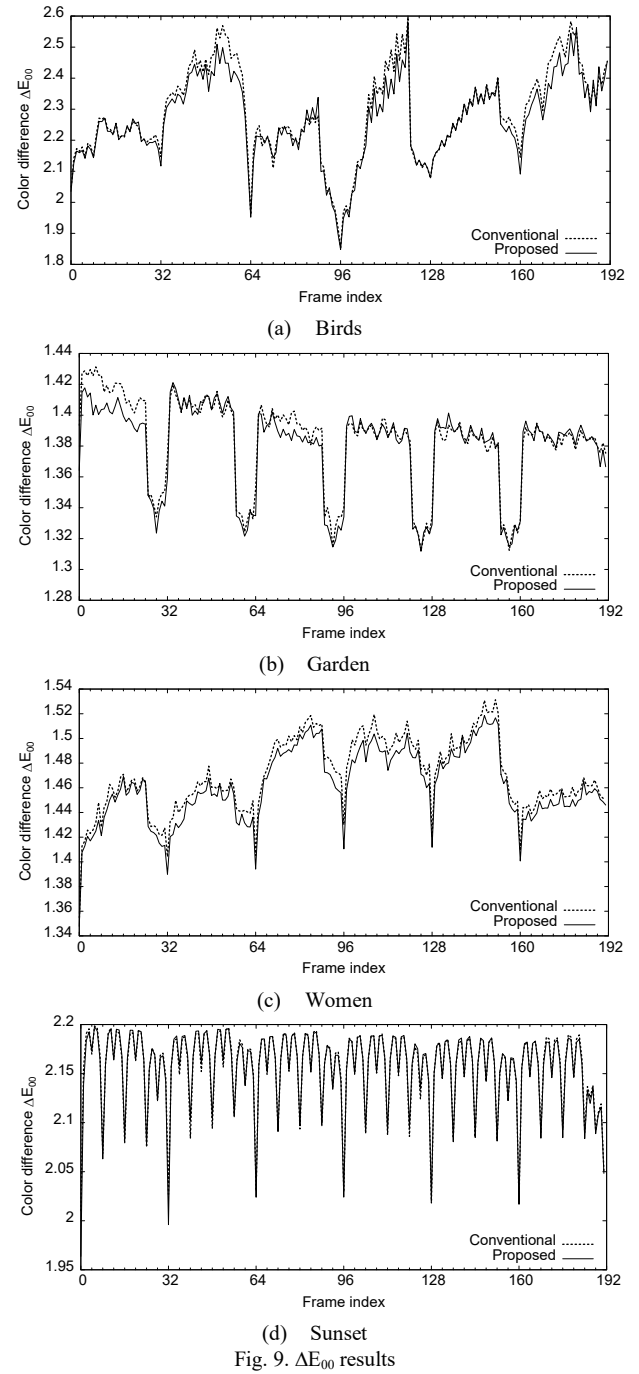 2.6
2.5
2.4
2.3
2.2
2.1
2
1.9
1.8
Color difference ΔE00
Conventional
Proposed
0 32 64 96 128 160 192
Frame index
(a) Birds
1.44
1.42
1.4
1.38
1.36
1.34
1.32
1.3
1.28
Color difference ΔE00
Conventional
Proposed
0 32 64 96 128 160 192
Frame index
(b) Garden
1.54
1.52
1.5
1.48
1.46
1.44
1.42
1.4
1.38
1.36
1.34
Color difference ΔE00
Conventional
Proposed
0 32 64 96 128 160 192
Frame index
(c) Women
2.2
2.15
2.1
2.05
2
1.95
Color difference ΔE00
Conventional
Proposed
0 32 64 96 128 160 192
Frame index
(d) Sunset
Fig. 9. ΔE00 results